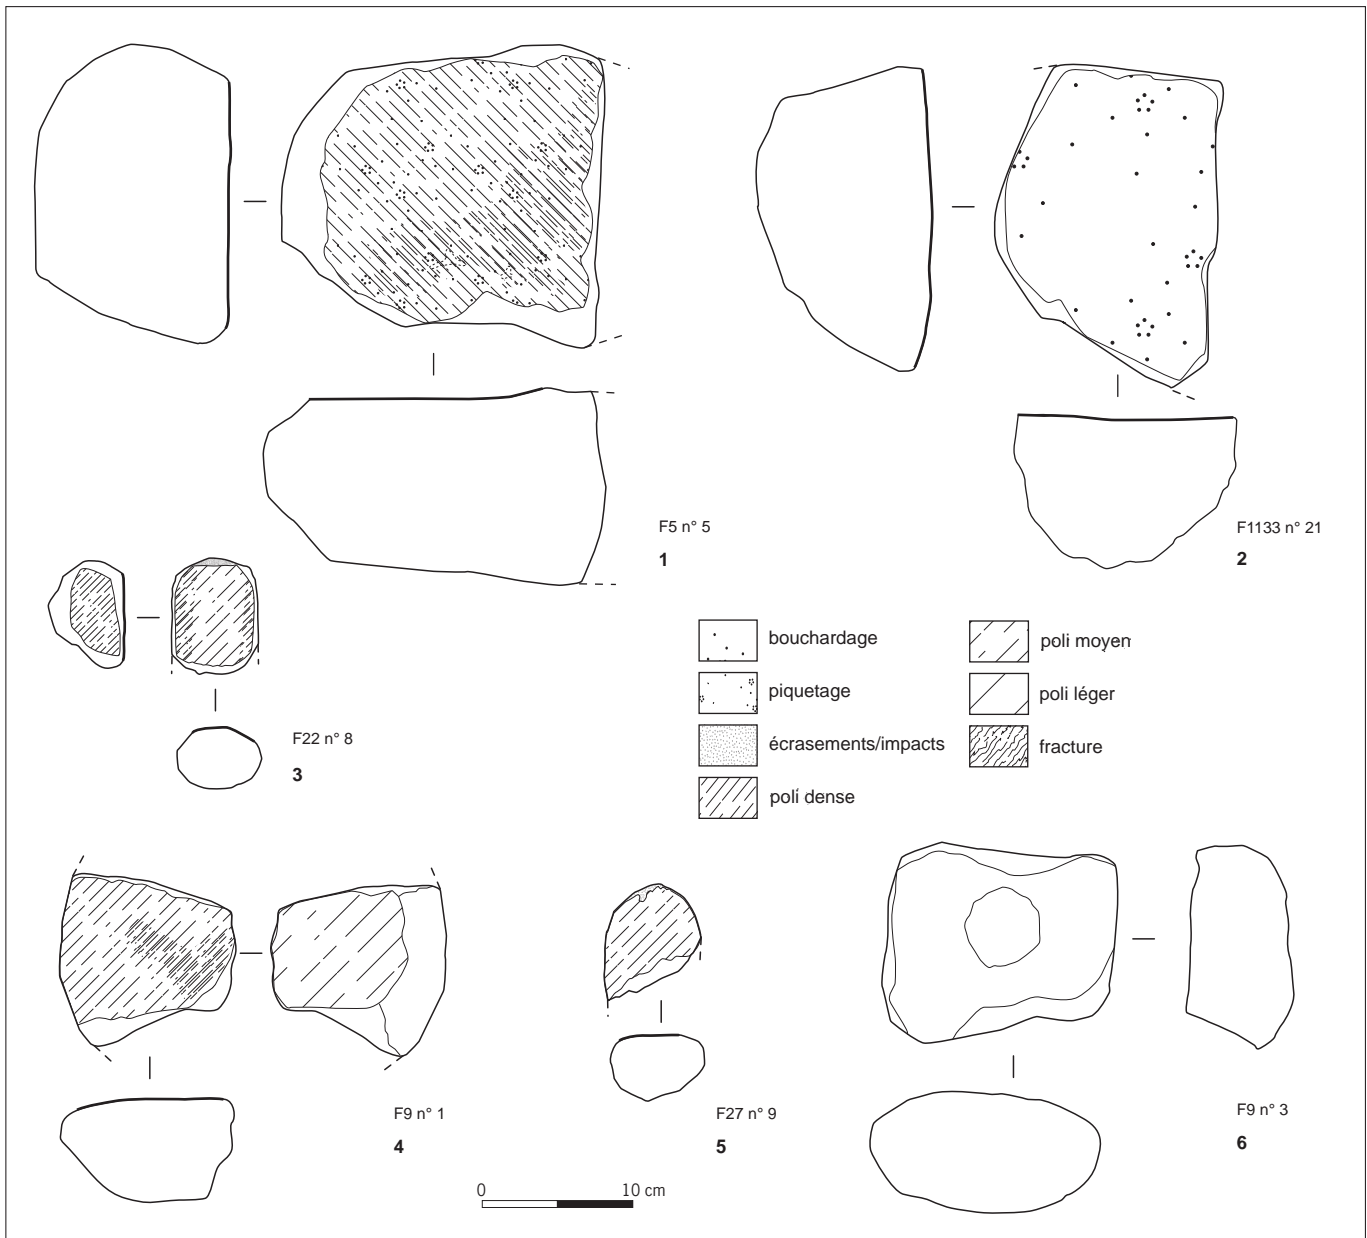 F5 n° 5
1
F1133 n° 21
2
F22 n° 8
3
bouchardage
piquetage
écrasements/impacts
poli dense
poli moyen
poli léger
fracture
F9 n° 1
4
F27 n° 9
5
F9 n° 3
6
0 10 cm